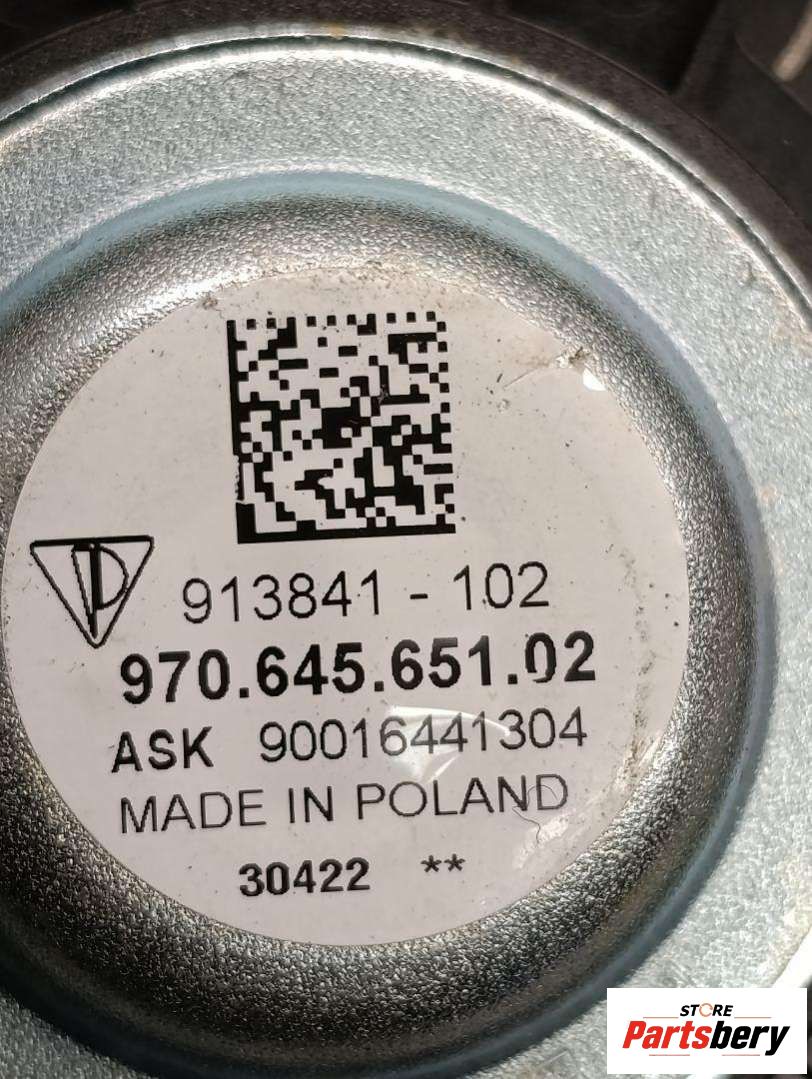 913841 - 102
970.645.651.02
ASK 90016441304
MADE IN POLAND
30422 **
STORE
Partsbery